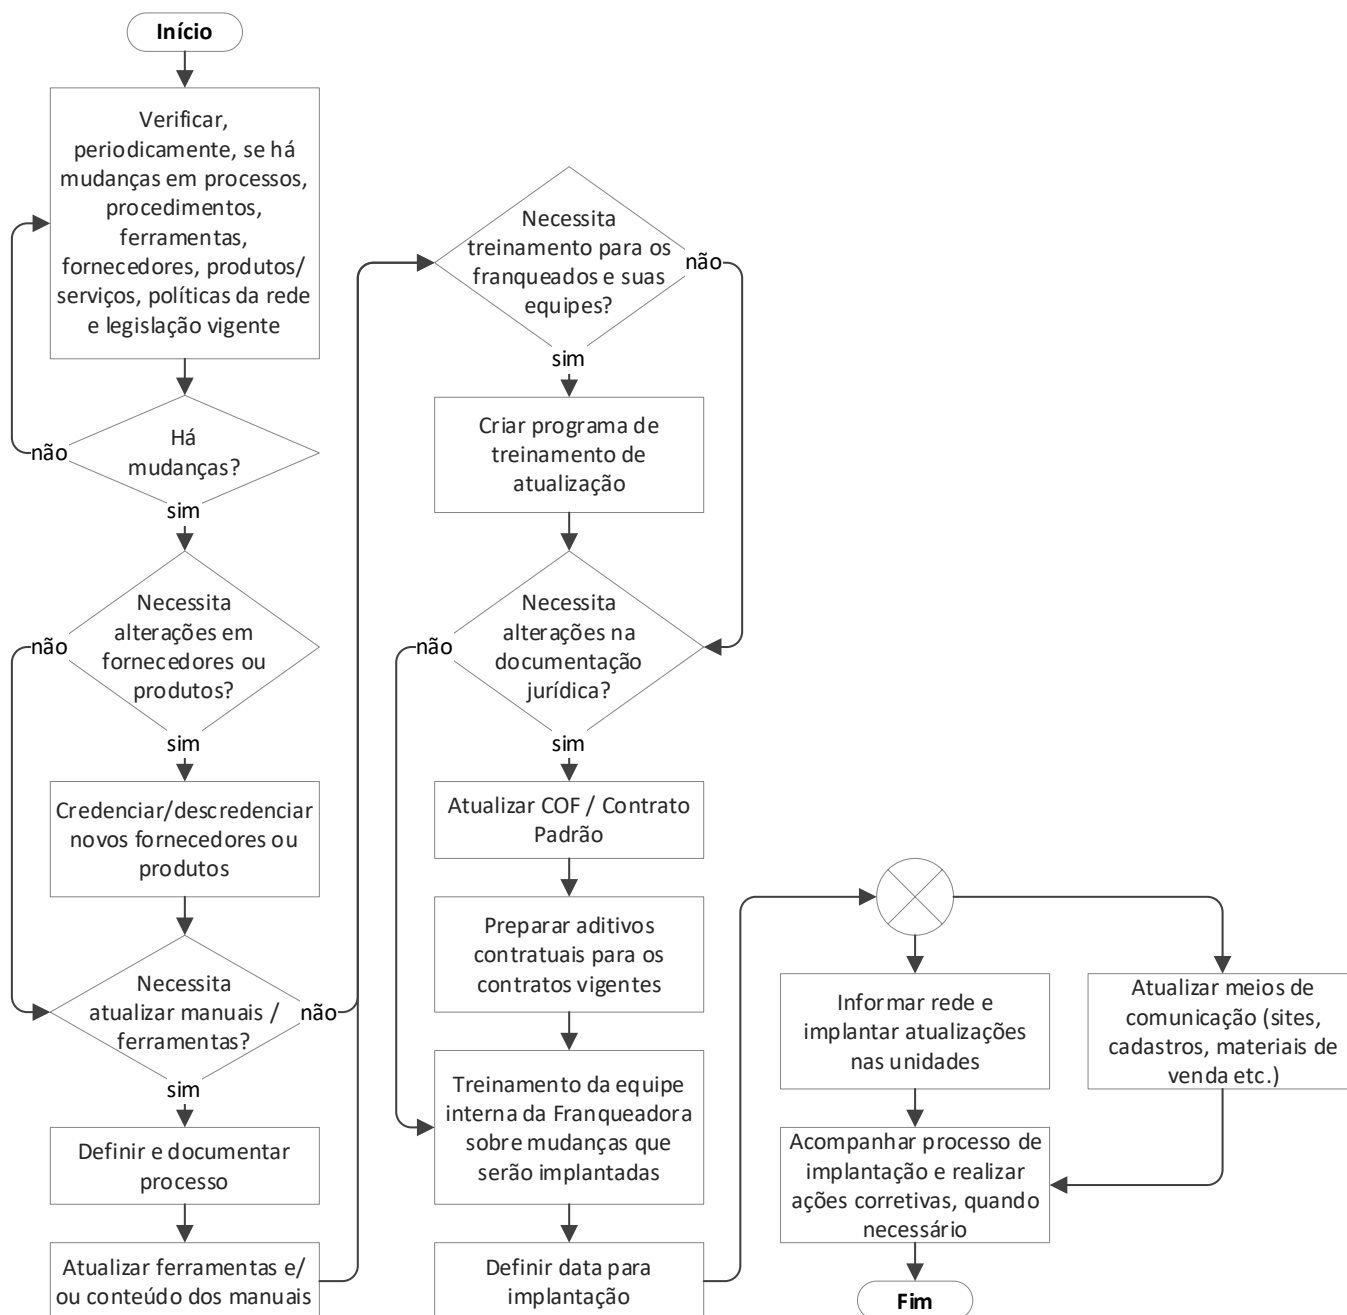 Início
Verificar,
periodicamente, se há
mudanças em processos,
procedimentos,
ferramentas,
fornecedores, produtos/
serviços, políticas da rede
e legislação vigente
Há
mudanças?
não
sim
Necessita
alterações em
fornecedores ou
produtos?
não
sim
Credenciar/descredenciar
novos fornecedores ou
produtos
Necessita
atualizar manuais /
ferramentas?
não
sim
Definir e documentar
processo
Atualizar ferramentas e/
ou conteúdo dos manuais
Necessita
treinamento para os
franqueados e suas
equipes?
não
sim
Criar programa de
treinamento de
atualização
Necessita
alterações na
documentação
jurídica?
não
sim
Atualizar COF / Contrato
Padrão
Preparar aditivos
contratuais para os
contratos vigentes
Treinamento da equipe
interna da Franqueadora
sobre mudanças que
serão implantadas
Definir data para
implantação
Informar rede e
implantar atualizações
nas unidades
Atualizar meios de
comunicação (sites,
cadastros, materiais de
venda etc.)
Acompanhar processo de
implantação e realizar
ações corretivas, quando
necessário
Fim